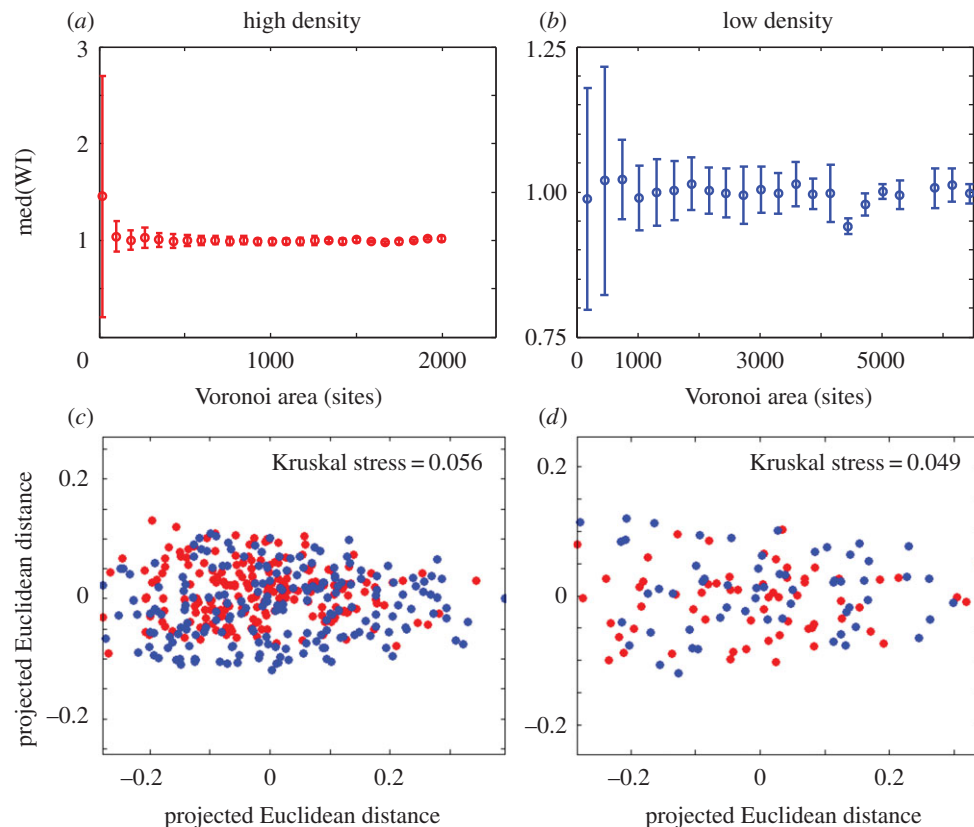 (a) high density
3
2
1
0 1000 2000
med(WI)
Voronoi area (sites)
(b) low density
1.25
1.00
0.75
0 1000 3000 5000
Voronoi area (sites)
(c)
Kruskal stress = 0.056
0.2
0
−0.2
−0.2 0 0.2
projected Euclidean distance
projected Euclidean distance
(d)
Kruskal stress = 0.049
0.2
0
−0.2
−0.2 0 0.2
projected Euclidean distance